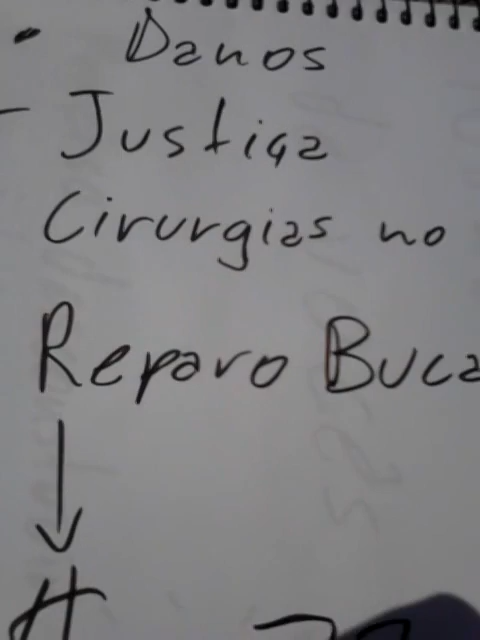 • Danos
- Justiça
Cirurgias no
Reparo Buca